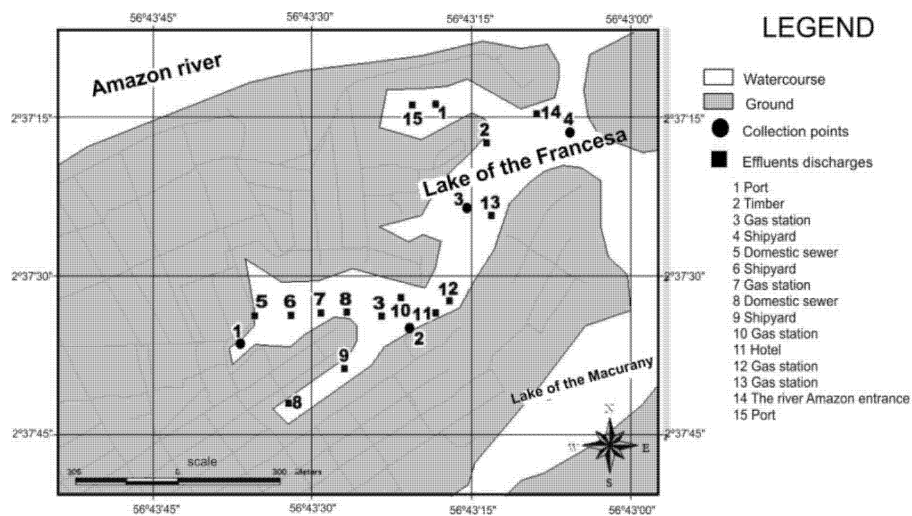 56°43'45" 56°43'30" 56°43'15" 56°43'00"
LEGEND
Amazon river
Watercourse
Ground
Collection points
Effluents discharges
2°37'15" 2°37'15"
15 1 14 4
2
Lake of the Francesa
3 13
2°37'30" 2°37'30"
5 6 7 8 3 10 11 12
1 2
9
8
Lake of the Macurany
2°37'45" 2°37'45"
N
W E
S
scale
0 300 Meters
56°43'45" 56°43'30" 56°43'15" 56°43'00"
1 Port
2 Timber
3 Gas station
4 Shipyard
5 Domestic sewer
6 Shipyard
7 Gas station
8 Domestic sewer
9 Shipyard
10 Gas station
11 Hotel
12 Gas station
13 Gas station
14 The river Amazon entrance
15 Port